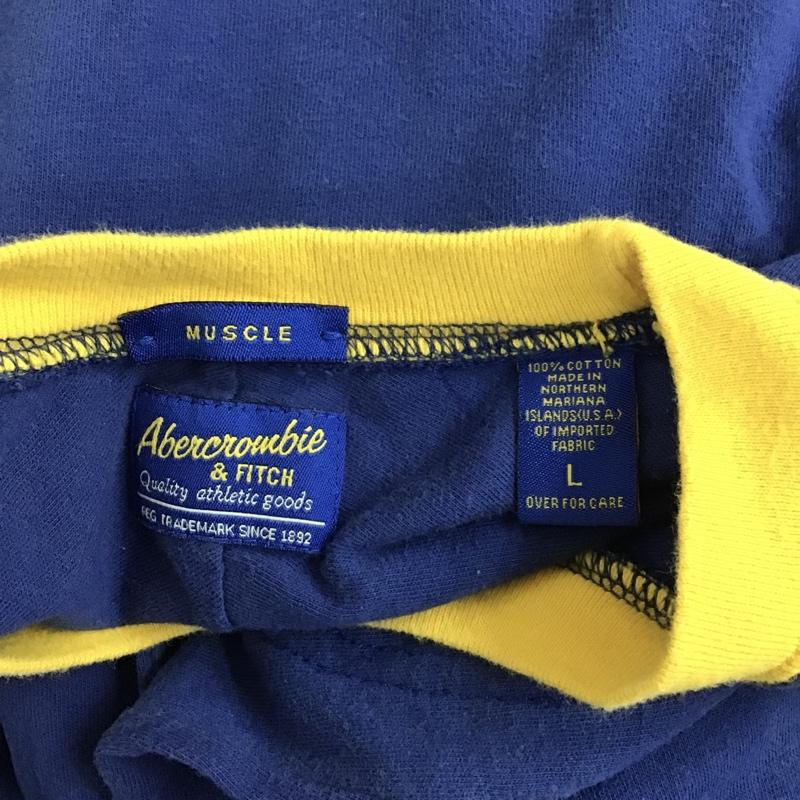 MUSCLE
Abercrombie
& FITCH
Quality athletic goods
REG TRADEMARK SINCE 1892
100% COTTON
MADE IN
NORTHERN
MARIANA
ISLANDS(U.S.A.)
OF IMPORTED
FABRIC
L
OVER FOR CARE